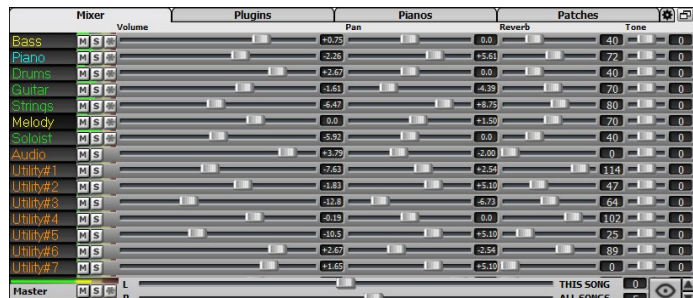 Mixer Plugins Pianos Patches
Volume Pan Reverb Tone
Bass M S +0.75 0.0 40 0
Piano M S -2.26 +5.61 72 0
Drums M S +2.67 0.0 40 0
Guitar M S -1.61 -4.39 70 0
Strings M S -6.47 +8.75 80 0
Melody M S 0.0 +1.50 70 0
Soloist M S -5.92 0.0 40 0
Audio M S +3.79 -2.00 0 0
Utility#1 M S -7.63 +2.54 114 0
Utility#2 M S -1.83 +5.10 47 0
Utility#3 M S -12.8 -6.73 64 0
Utility#4 M S -0.19 0.0 102 0
Utility#5 M S -10.5 +5.10 25 0
Utility#6 M S +2.67 -2.54 89 0
Utility#7 M S +1.65 +5.10 0
Master M S L THIS SONG 0
R ALL SONGS